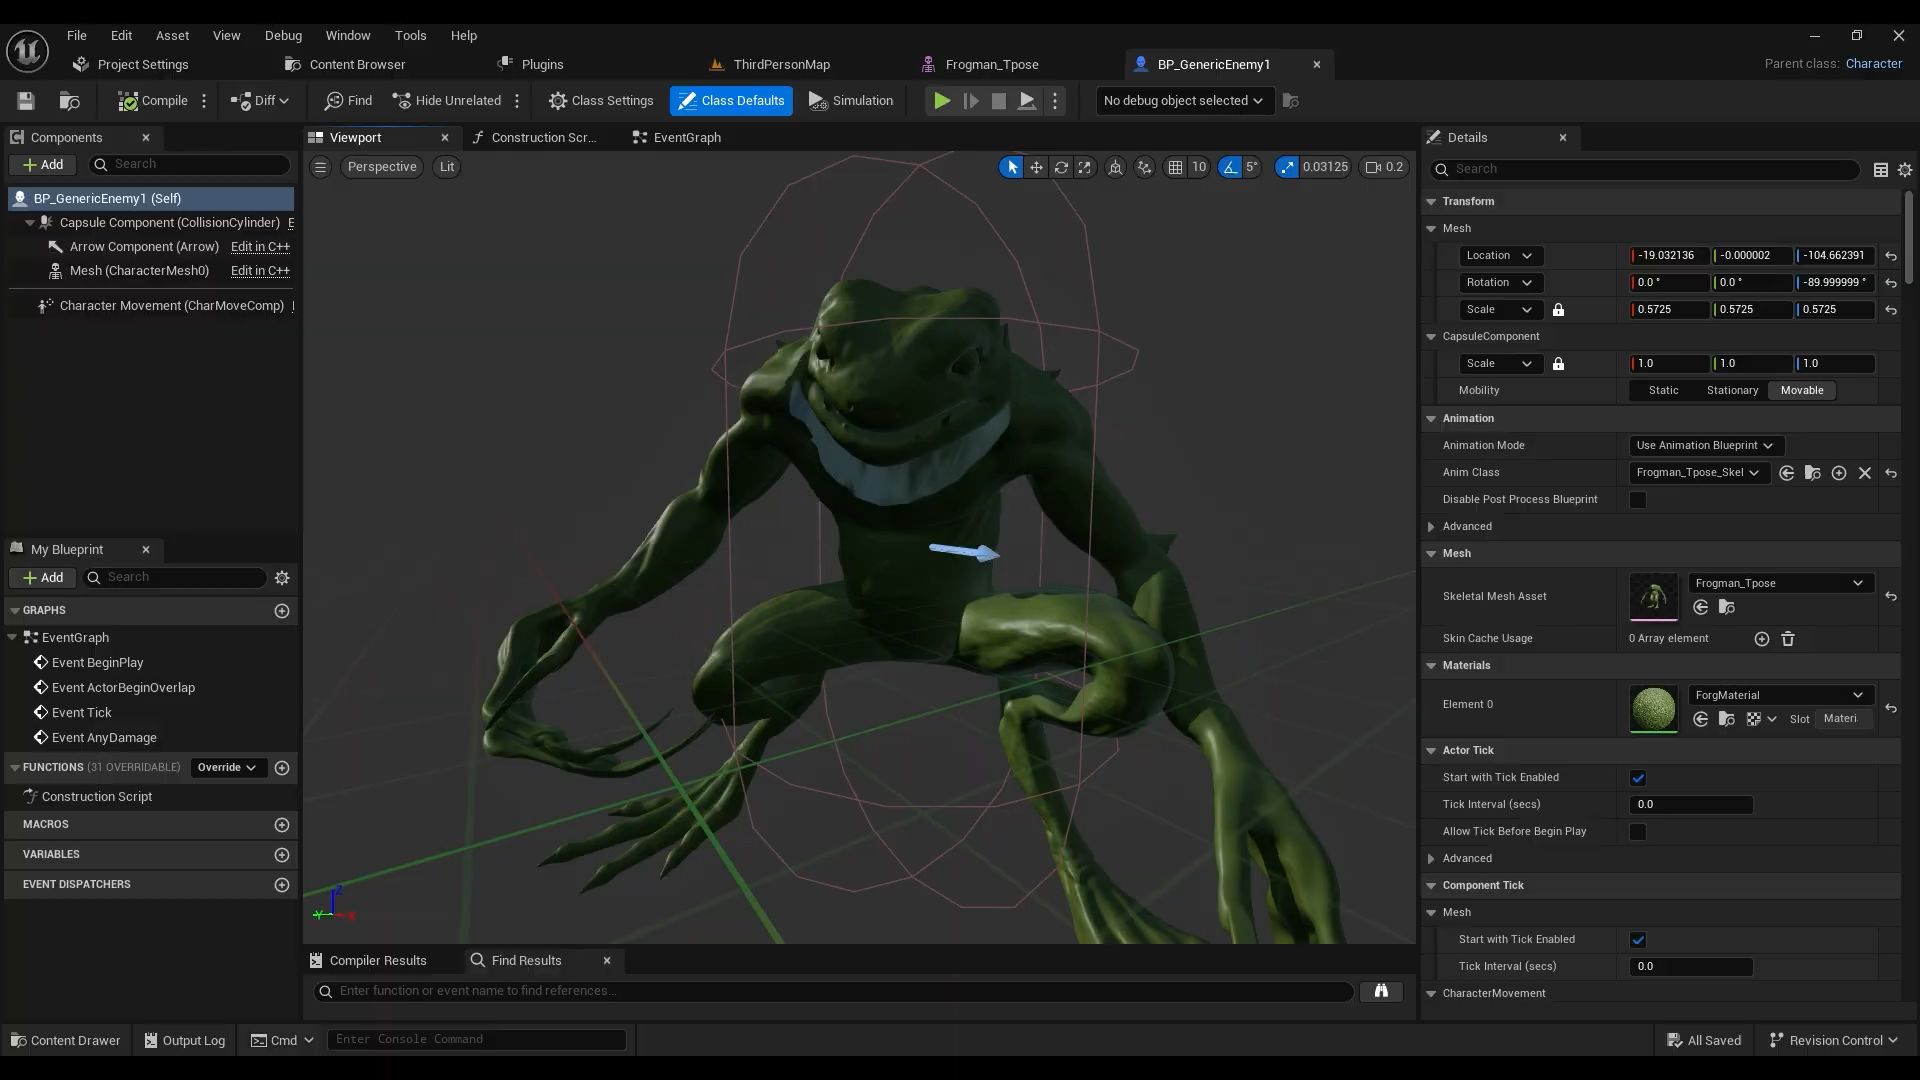 File Edit Asset View Debug Window Tools Help
Project Settings Content Browser Plugins ThirdPersonMap Frogman_Tpose BP_GenericEnemy1 Parent class: Character
Compile Diff Find Hide Unrelated Class Settings Class Defaults Simulation No debug object selected
Components
Add Search
BP_GenericEnemy1 (Self)
Capsule Component (CollisionCylinder) E
Arrow Component (Arrow) Edit in C++
Mesh (CharacterMesh0) Edit in C++
Character Movement (CharMoveComp)
My Blueprint
Add Search
GRAPHS
EventGraph
Event BeginPlay
Event ActorBeginOverlap
Event Tick
Event AnyDamage
FUNCTIONS (31 OVERRIDABLE) Override
Construction Script
MACROS
VARIABLES
EVENT DISPATCHERS
Viewport Construction Scr... EventGraph
Perspective Lit 10 5° 0.03125 0.2
Z
Y X
Compiler Results Find Results
Enter function or event name to find references...
Details
Search
Transform
Mesh
Location -19.032136 -0.000002 -104.662391
Rotation 0.0 ° 0.0 ° -89.999999 °
Scale 0.5725 0.5725 0.5725
CapsuleComponent
Scale 1.0 1.0 1.0
Mobility Static Stationary Movable
Animation
Animation Mode Use Animation Blueprint
Anim Class Frogman_Tpose_Skel
Disable Post Process Blueprint
Advanced
Mesh
Skeletal Mesh Asset Frogman_Tpose
Skin Cache Usage 0 Array element
Materials
Element 0 ForgMaterial
Slot Materi
Actor Tick
Start with Tick Enabled
Tick Interval (secs) 0.0
Allow Tick Before Begin Play
Advanced
Component Tick
Mesh
Start with Tick Enabled
Tick Interval (secs) 0.0
CharacterMovement
Content Drawer Output Log Cmd Enter Console Command All Saved Revision Control